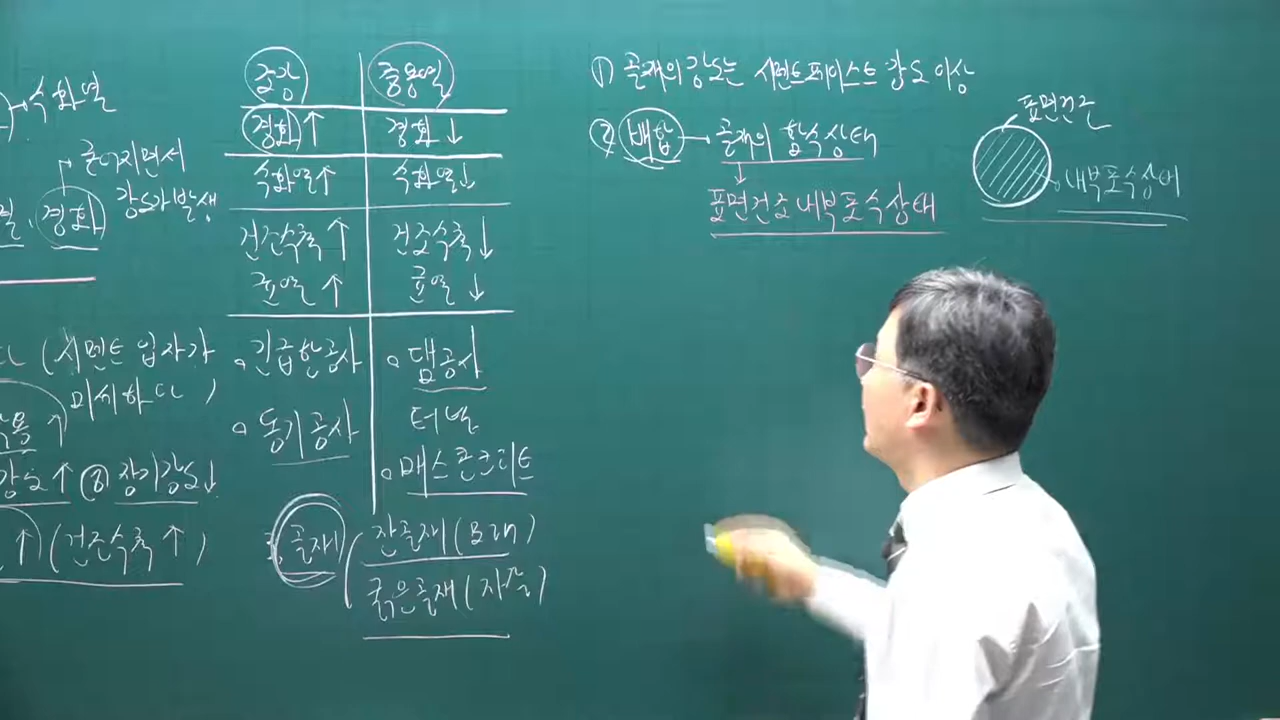 수화열
굳어지면서
강도가 발생
경화
(시멘트 입자가
미세하다)
강도↑ ⑧ 장기강도↓
↑(건조수축↑)
조강 중용열
경화↑ 경화↓
수화열↑ 수화열↓
건조수축↑ 건조수축↓
균열↑ 균열↓
긴급한공사 댐공사
동기공사 터널
매스콘크리트
골재 잔골재(모래)
굵은골재(자갈)
① 골재의 강도는 시멘트페이스트 강도 이상
② 배합→골재의 함수상태
표면건조내부포수상태
표면건조
내부포수상태